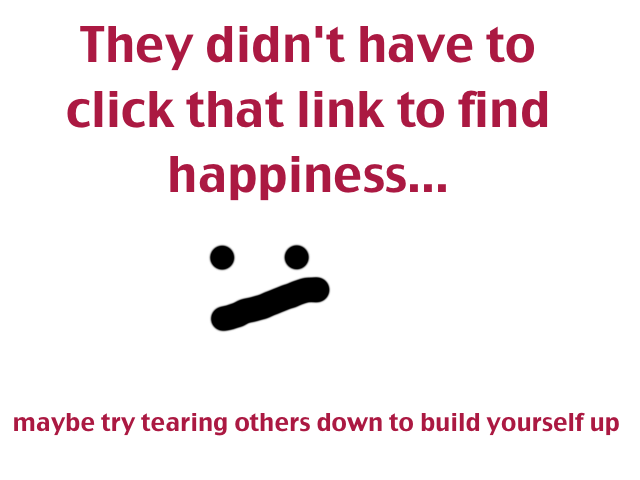 They didn't have to
click that link to find
happiness...
maybe try tearing others down to build yourself up